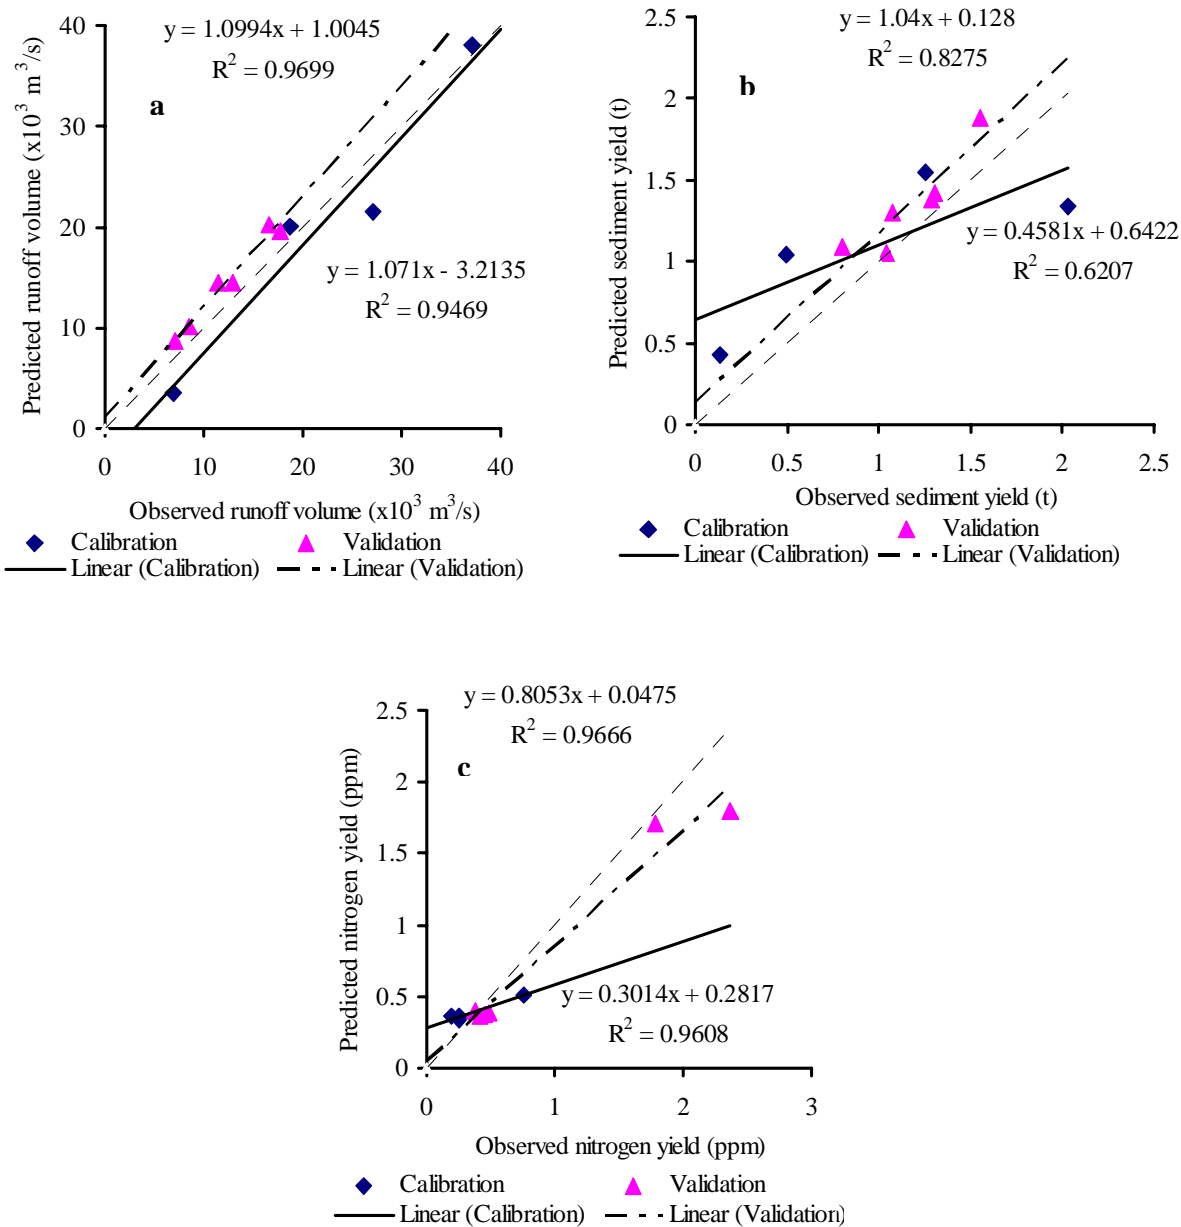 y = 1.0994x + 1.0045
R² = 0.9699
a
y = 1.071x - 3.2135
R² = 0.9469
Predicted runoff volume (x10³ m³/s)
40
30
20
10
0
0 10 20 30 40
Observed runoff volume (x10³ m³/s)
Calibration Validation
Linear (Calibration) Linear (Validation)
y = 1.04x + 0.128
R² = 0.8275
b
y = 0.4581x + 0.6422
R² = 0.6207
Predicted sediment yield (t)
2.5
2
1.5
1
0.5
0
0 0.5 1 1.5 2 2.5
Observed sediment yield (t)
Calibration Validation
Linear (Calibration) Linear (Validation)
y = 0.8053x + 0.0475
R² = 0.9666
c
y = 0.3014x + 0.2817
R² = 0.9608
Predicted nitrogen yield (ppm)
2.5
2
1.5
1
0.5
0
0 1 2 3
Observed nitrogen yield (ppm)
Calibration Validation
Linear (Calibration) Linear (Validation)